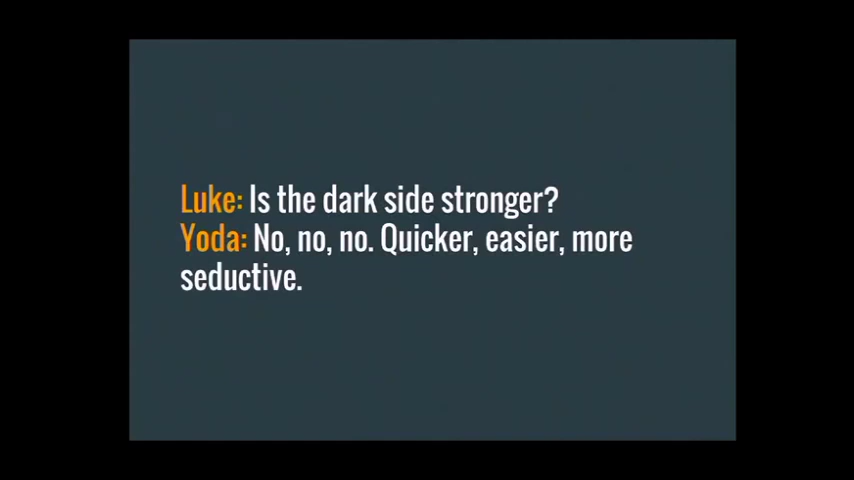 Luke: Is the dark side stronger?
Yoda: No, no, no. Quicker, easier, more
seductive.